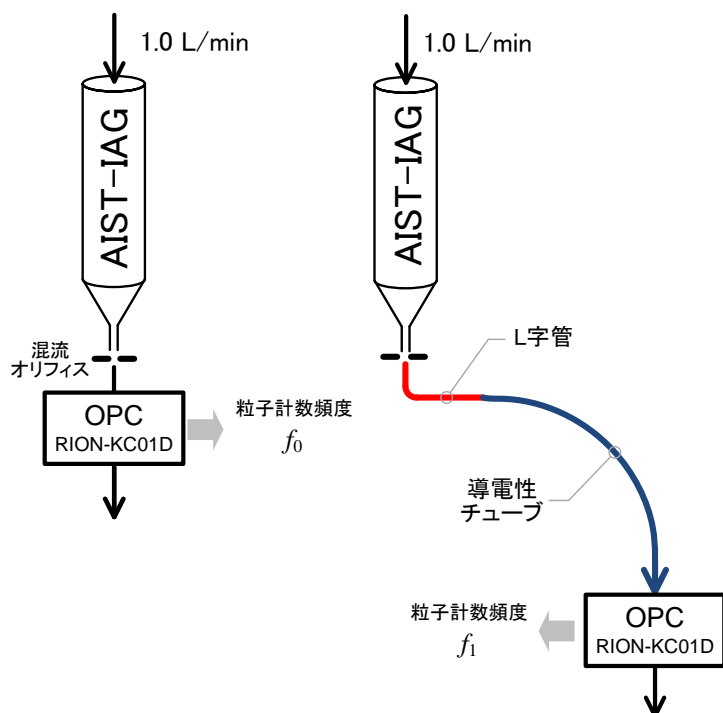 1.0 L/min
AIST-IAG
混流
オリフィス
OPC
RION-KC01D
粒子計数頻度
f0
1.0 L/min
AIST-IAG
L字管
導電性
チューブ
粒子計数頻度
f1
OPC
RION-KC01D